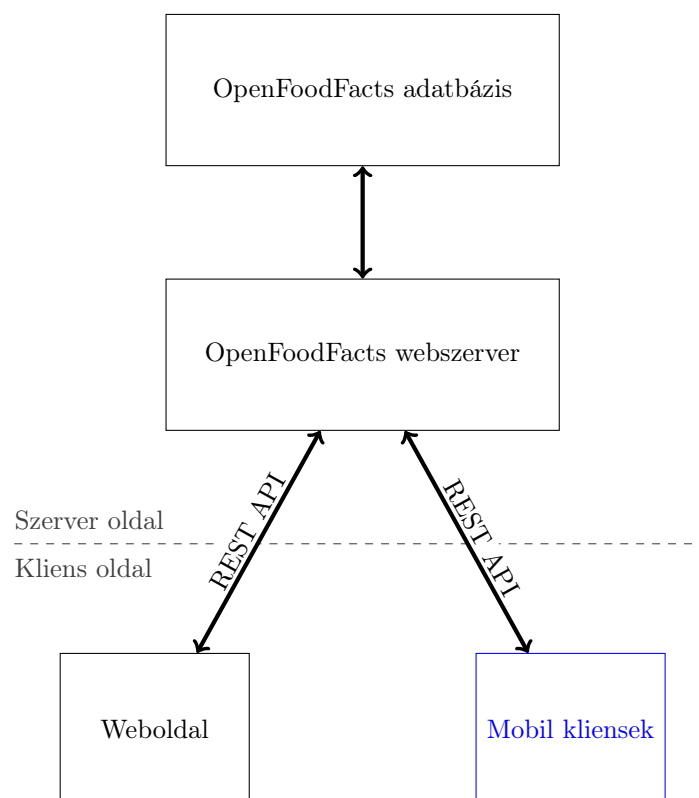 OpenFoodFacts adatbázis
OpenFoodFacts webszerver
REST API
REST API
Szerver oldal
Kliens oldal
Weboldal
Mobil kliensek